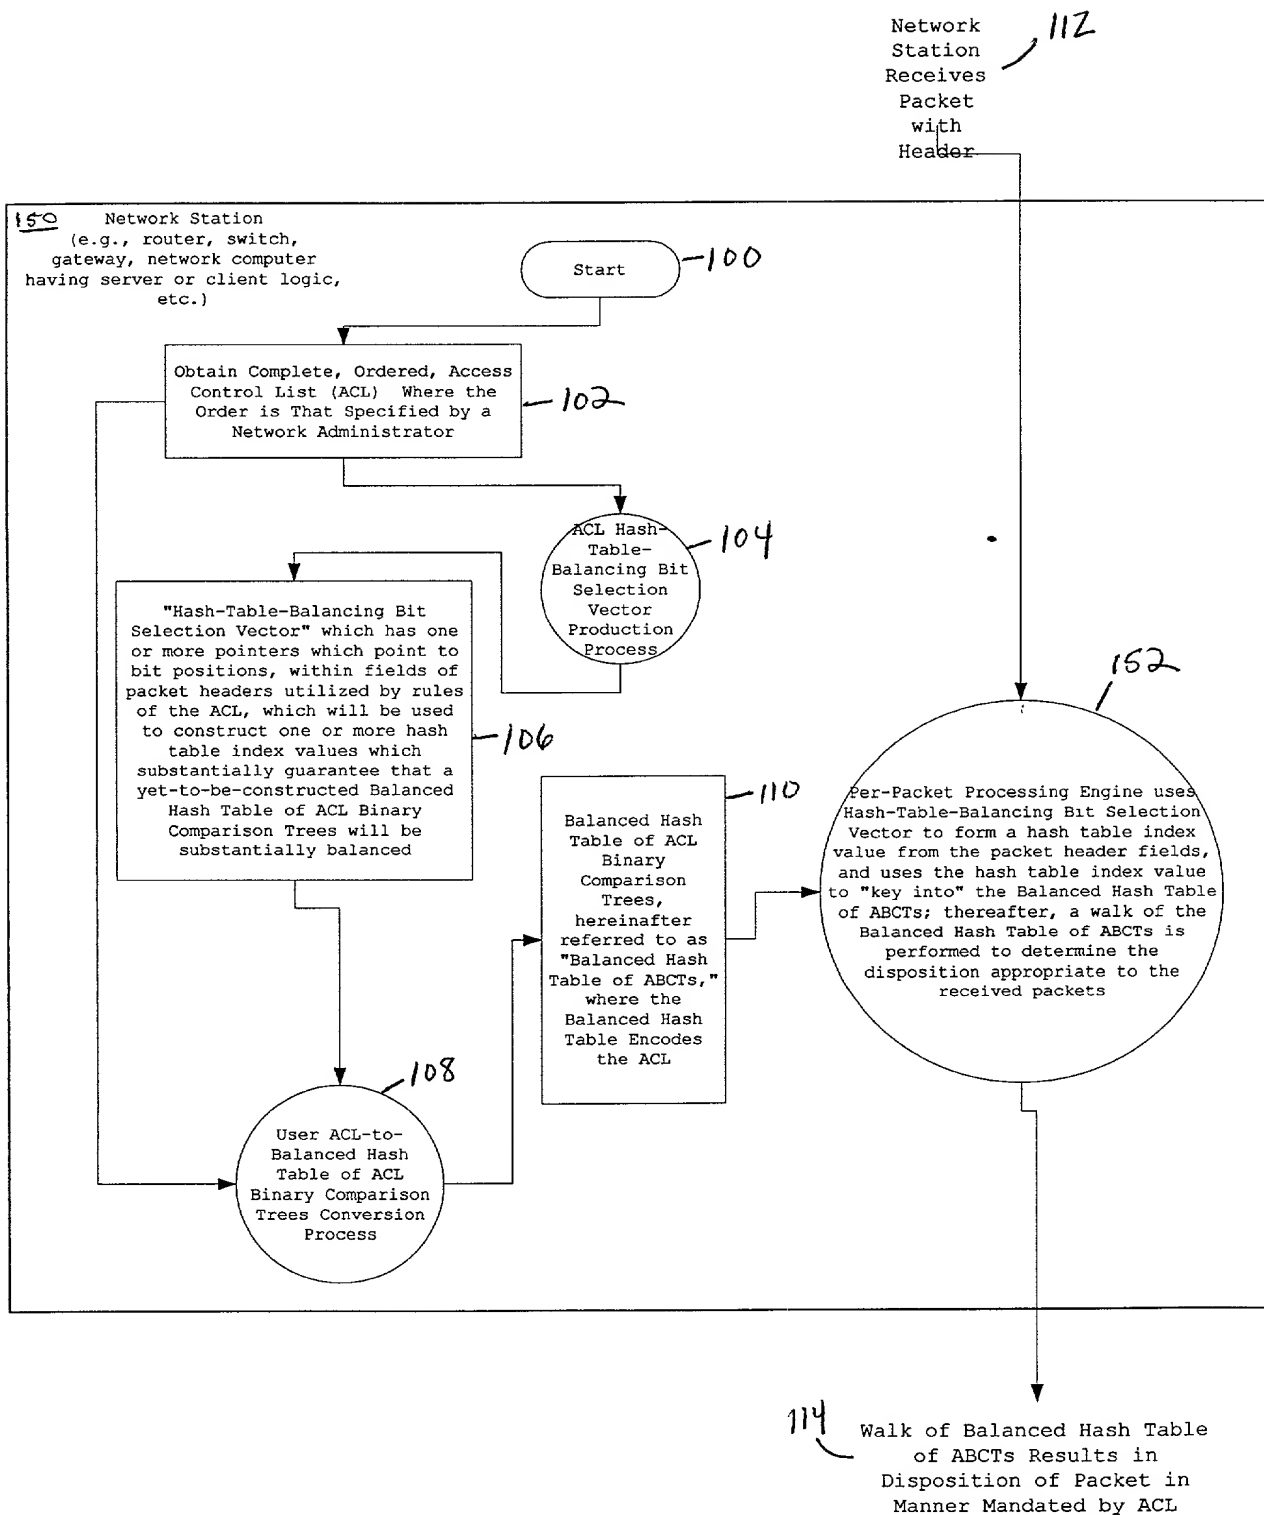 Network
Station
Receives
Packet
with
Header
112
150
Network Station
(e.g., router, switch,
gateway, network computer
having server or client logic,
etc.)
Start
100
Obtain Complete, Ordered, Access
Control List (ACL) Where the
Order is That Specified by a
Network Administrator
102
ACL Hash-
Table-
Balancing Bit
Selection
Vector
Production
Process
104
"Hash-Table-Balancing Bit
Selection Vector" which has one
or more pointers which point to
bit positions, within fields of
packet headers utilized by rules
of the ACL, which will be used
to construct one or more hash
table index values which
substantially guarantee that a
yet-to-be-constructed Balanced
Hash Table of ACL Binary
Comparison Trees will be
substantially balanced
106
Balanced Hash
Table of ACL
Binary
Comparison
Trees,
hereinafter
referred to as
"Balanced Hash
Table of ABCTs,"
where the
Balanced Hash
Table Encodes
the ACL
110
152
Per-Packet Processing Engine uses
Hash-Table-Balancing Bit Selection
Vector to form a hash table index
value from the packet header fields,
and uses the hash table index value
to "key into" the Balanced Hash Table
of ABCTs; thereafter, a walk of the
Balanced Hash Table of ABCTs is
performed to determine the
disposition appropriate to the
received packets
108
User ACL-to-
Balanced Hash
Table of ACL
Binary Comparison
Trees Conversion
Process
114
Walk of Balanced Hash Table
of ABCTs Results in
Disposition of Packet in
Manner Mandated by ACL